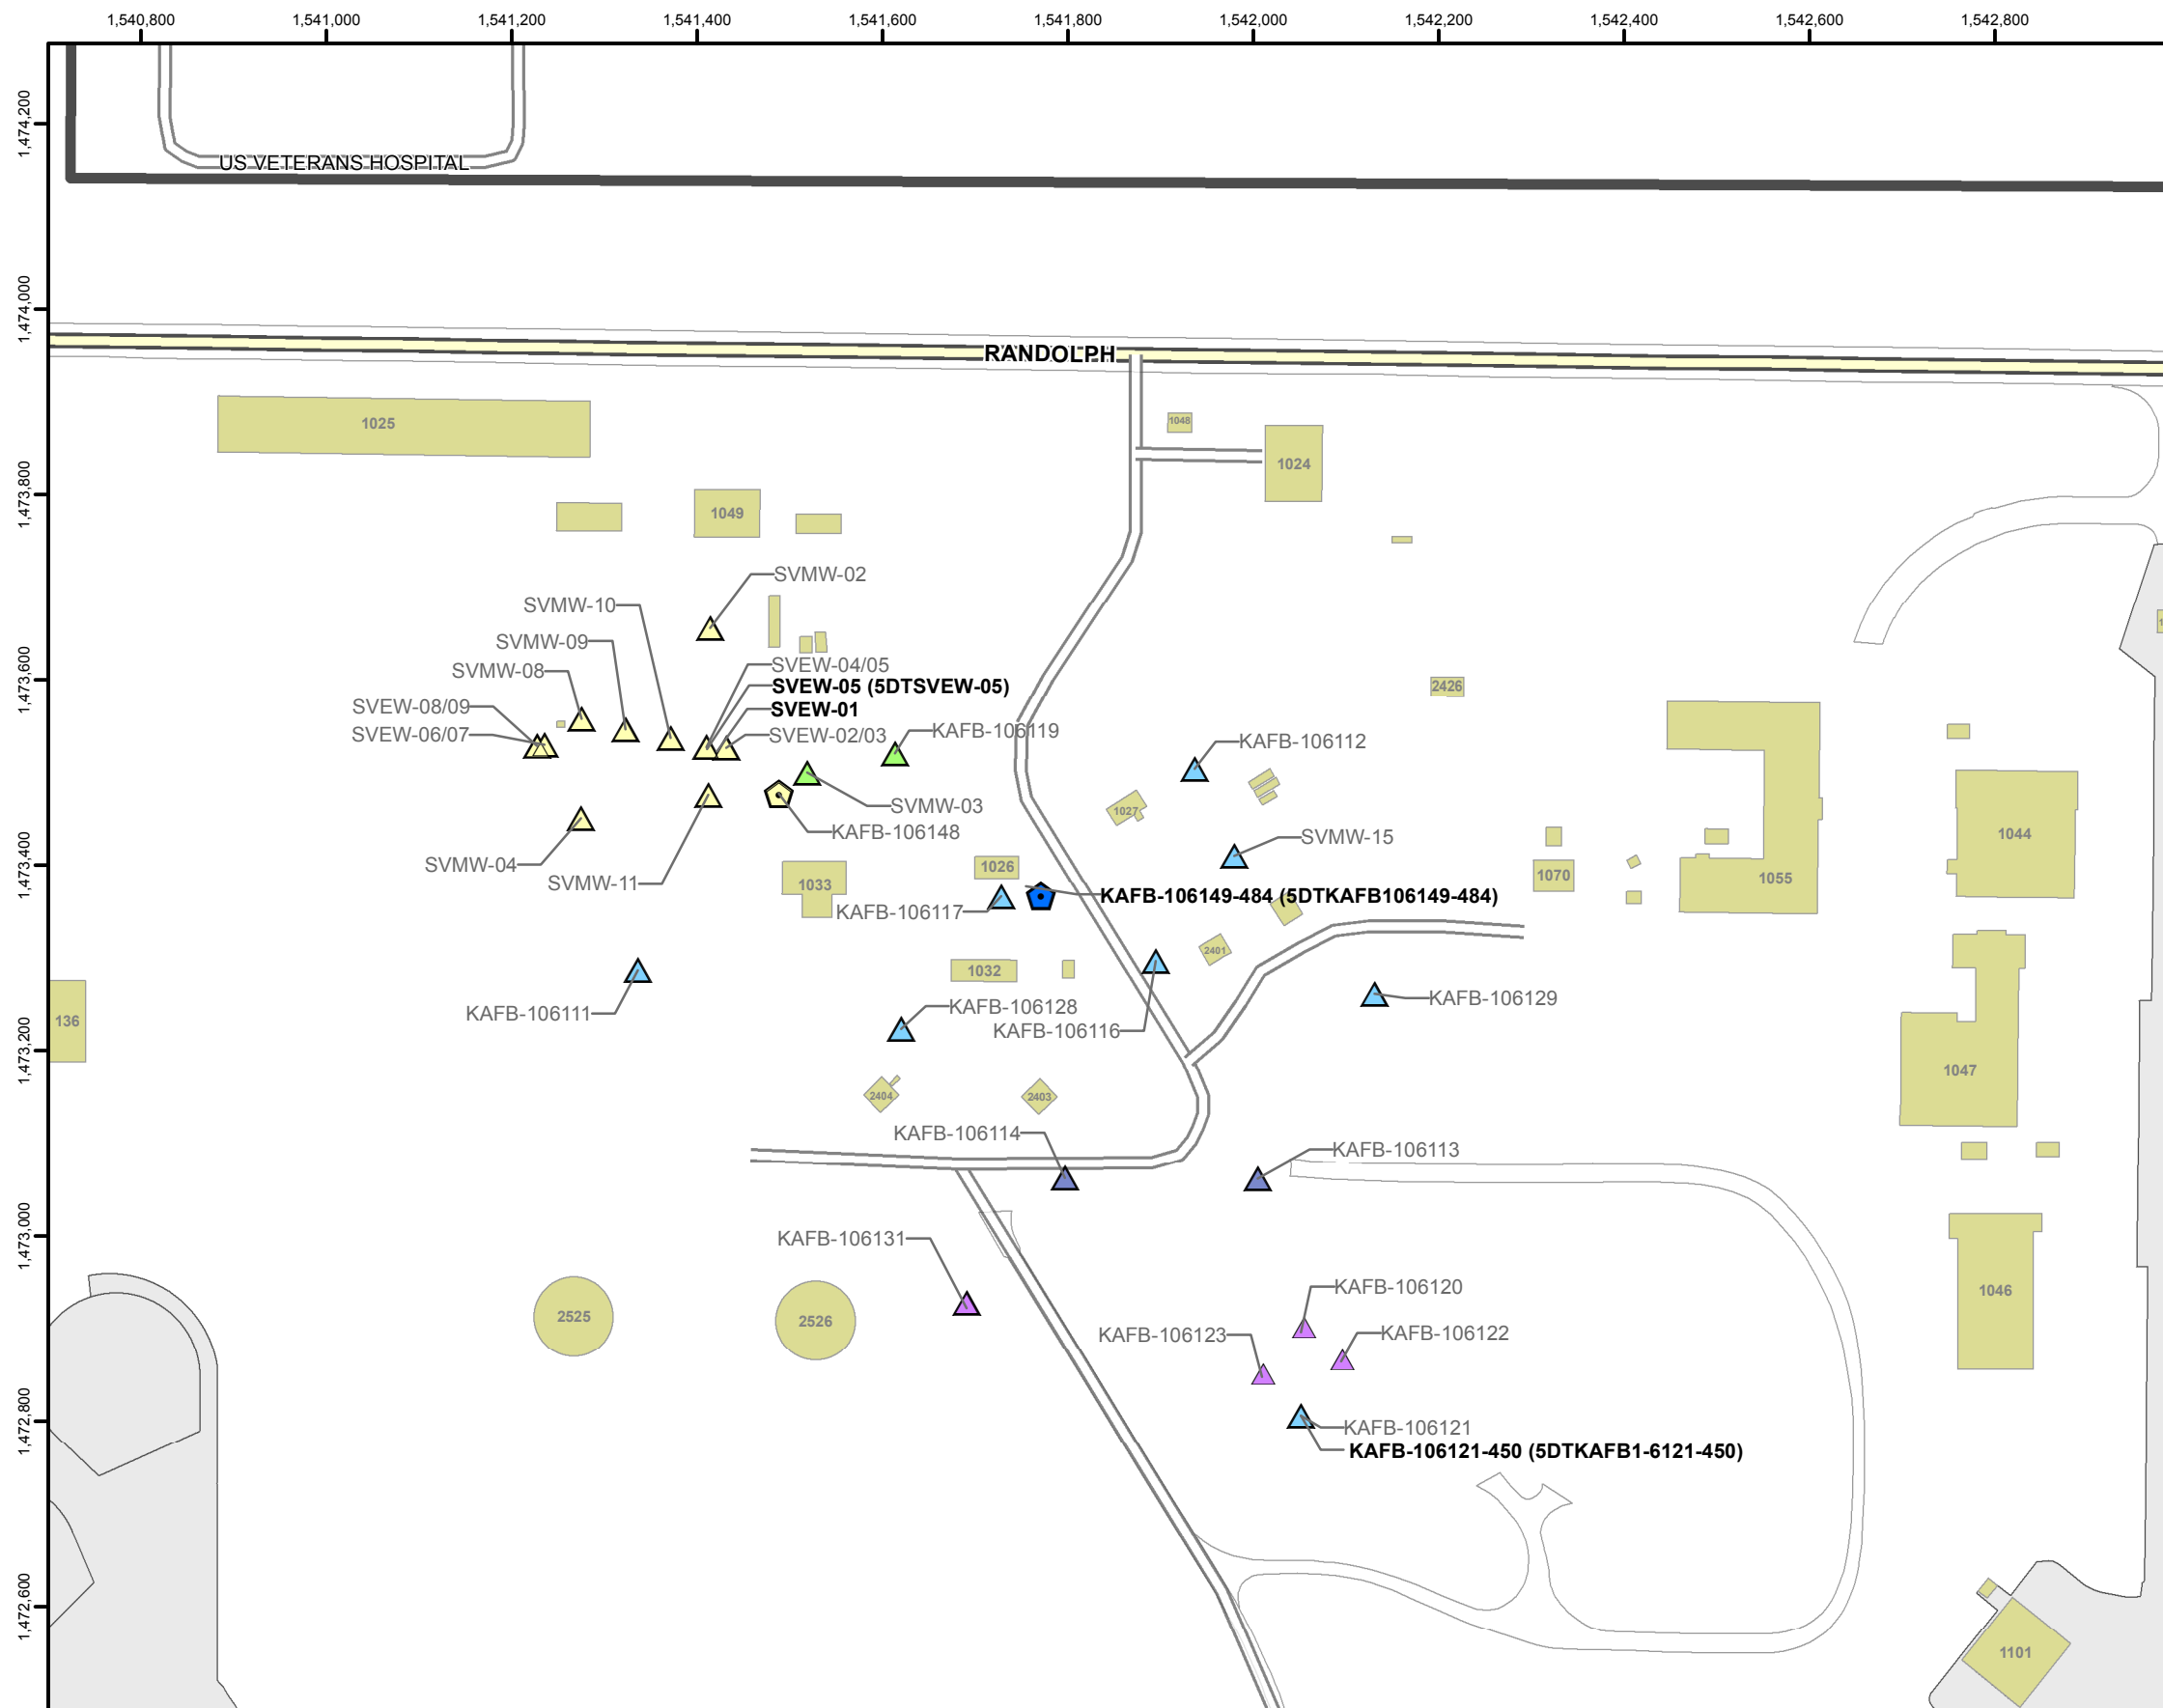 1,540,800
1,541,000
1,541,200
1,541,400
1,541,600
1,541,800
1,542,000
1,542,200
1,542,400
1,542,600
1,542,800
1,474,200
US VETERANS HOSPITAL
1,474,000
RANDOLPH
1025
1048
1024
1,473,800
1049
SVMW-02
SVMW-10
SVMW-09
SVMW-08
SVEW-04/05
1,473,600
SVEW-05 (5DTSVEW-05)
2426
SVEW-08/09
SVEW-01
SVEW-06/07
SVEW-02/03
KAFB-106119
KAFB-106112
SVMW-03
1027
KAFB-106148
SVMW-15
1044
SVMW-04
1,473,400
1026
SVMW-11
1033
1070
1055
KAFB-106149-484 (5DTKAFB106149-484)
KAFB-106117
2401
1032
KAFB-106129
KAFB-106128
KAFB-106111
136
KAFB-106116
1,473,200
1047
2404
2403
KAFB-106114
KAFB-106113
1,473,000
KAFB-106131
KAFB-106120
1046
2525
2526
KAFB-106123
KAFB-106122
1,472,800
KAFB-106121
KAFB-106121-450 (5DTKAFB1-6121-450)
1,472,600
1101